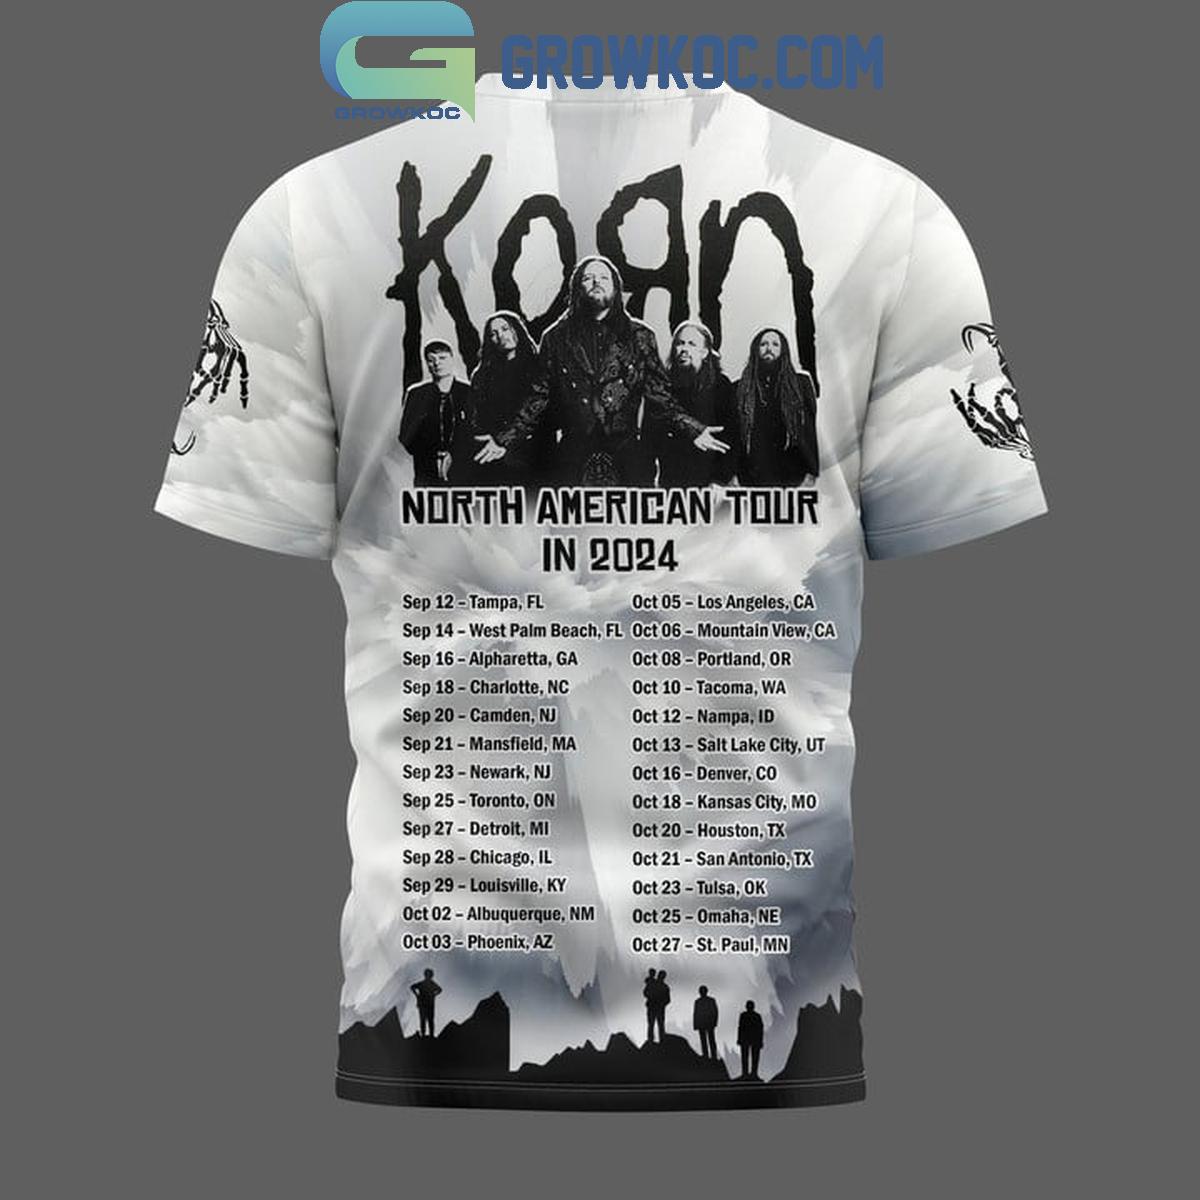 GROWKOC
GROWKOC.COM
KoRn
NORTH AMERICAN TOUR
IN 2024
Sep 12 – Tampa, FL
Sep 14 – West Palm Beach, FL
Sep 16 – Alpharetta, GA
Sep 18 – Charlotte, NC
Sep 20 – Camden, NJ
Sep 21 – Mansfield, MA
Sep 23 – Newark, NJ
Sep 25 – Toronto, ON
Sep 27 – Detroit, MI
Sep 28 – Chicago, IL
Sep 29 – Louisville, KY
Oct 02 – Albuquerque, NM
Oct 03 – Phoenix, AZ
Oct 05 – Los Angeles, CA
Oct 06 – Mountain View, CA
Oct 08 – Portland, OR
Oct 10 – Tacoma, WA
Oct 12 – Nampa, ID
Oct 13 – Salt Lake City, UT
Oct 16 – Denver, CO
Oct 18 – Kansas City, MO
Oct 20 – Houston, TX
Oct 21 – San Antonio, TX
Oct 23 – Tulsa, OK
Oct 25 – Omaha, NE
Oct 27 – St. Paul, MN